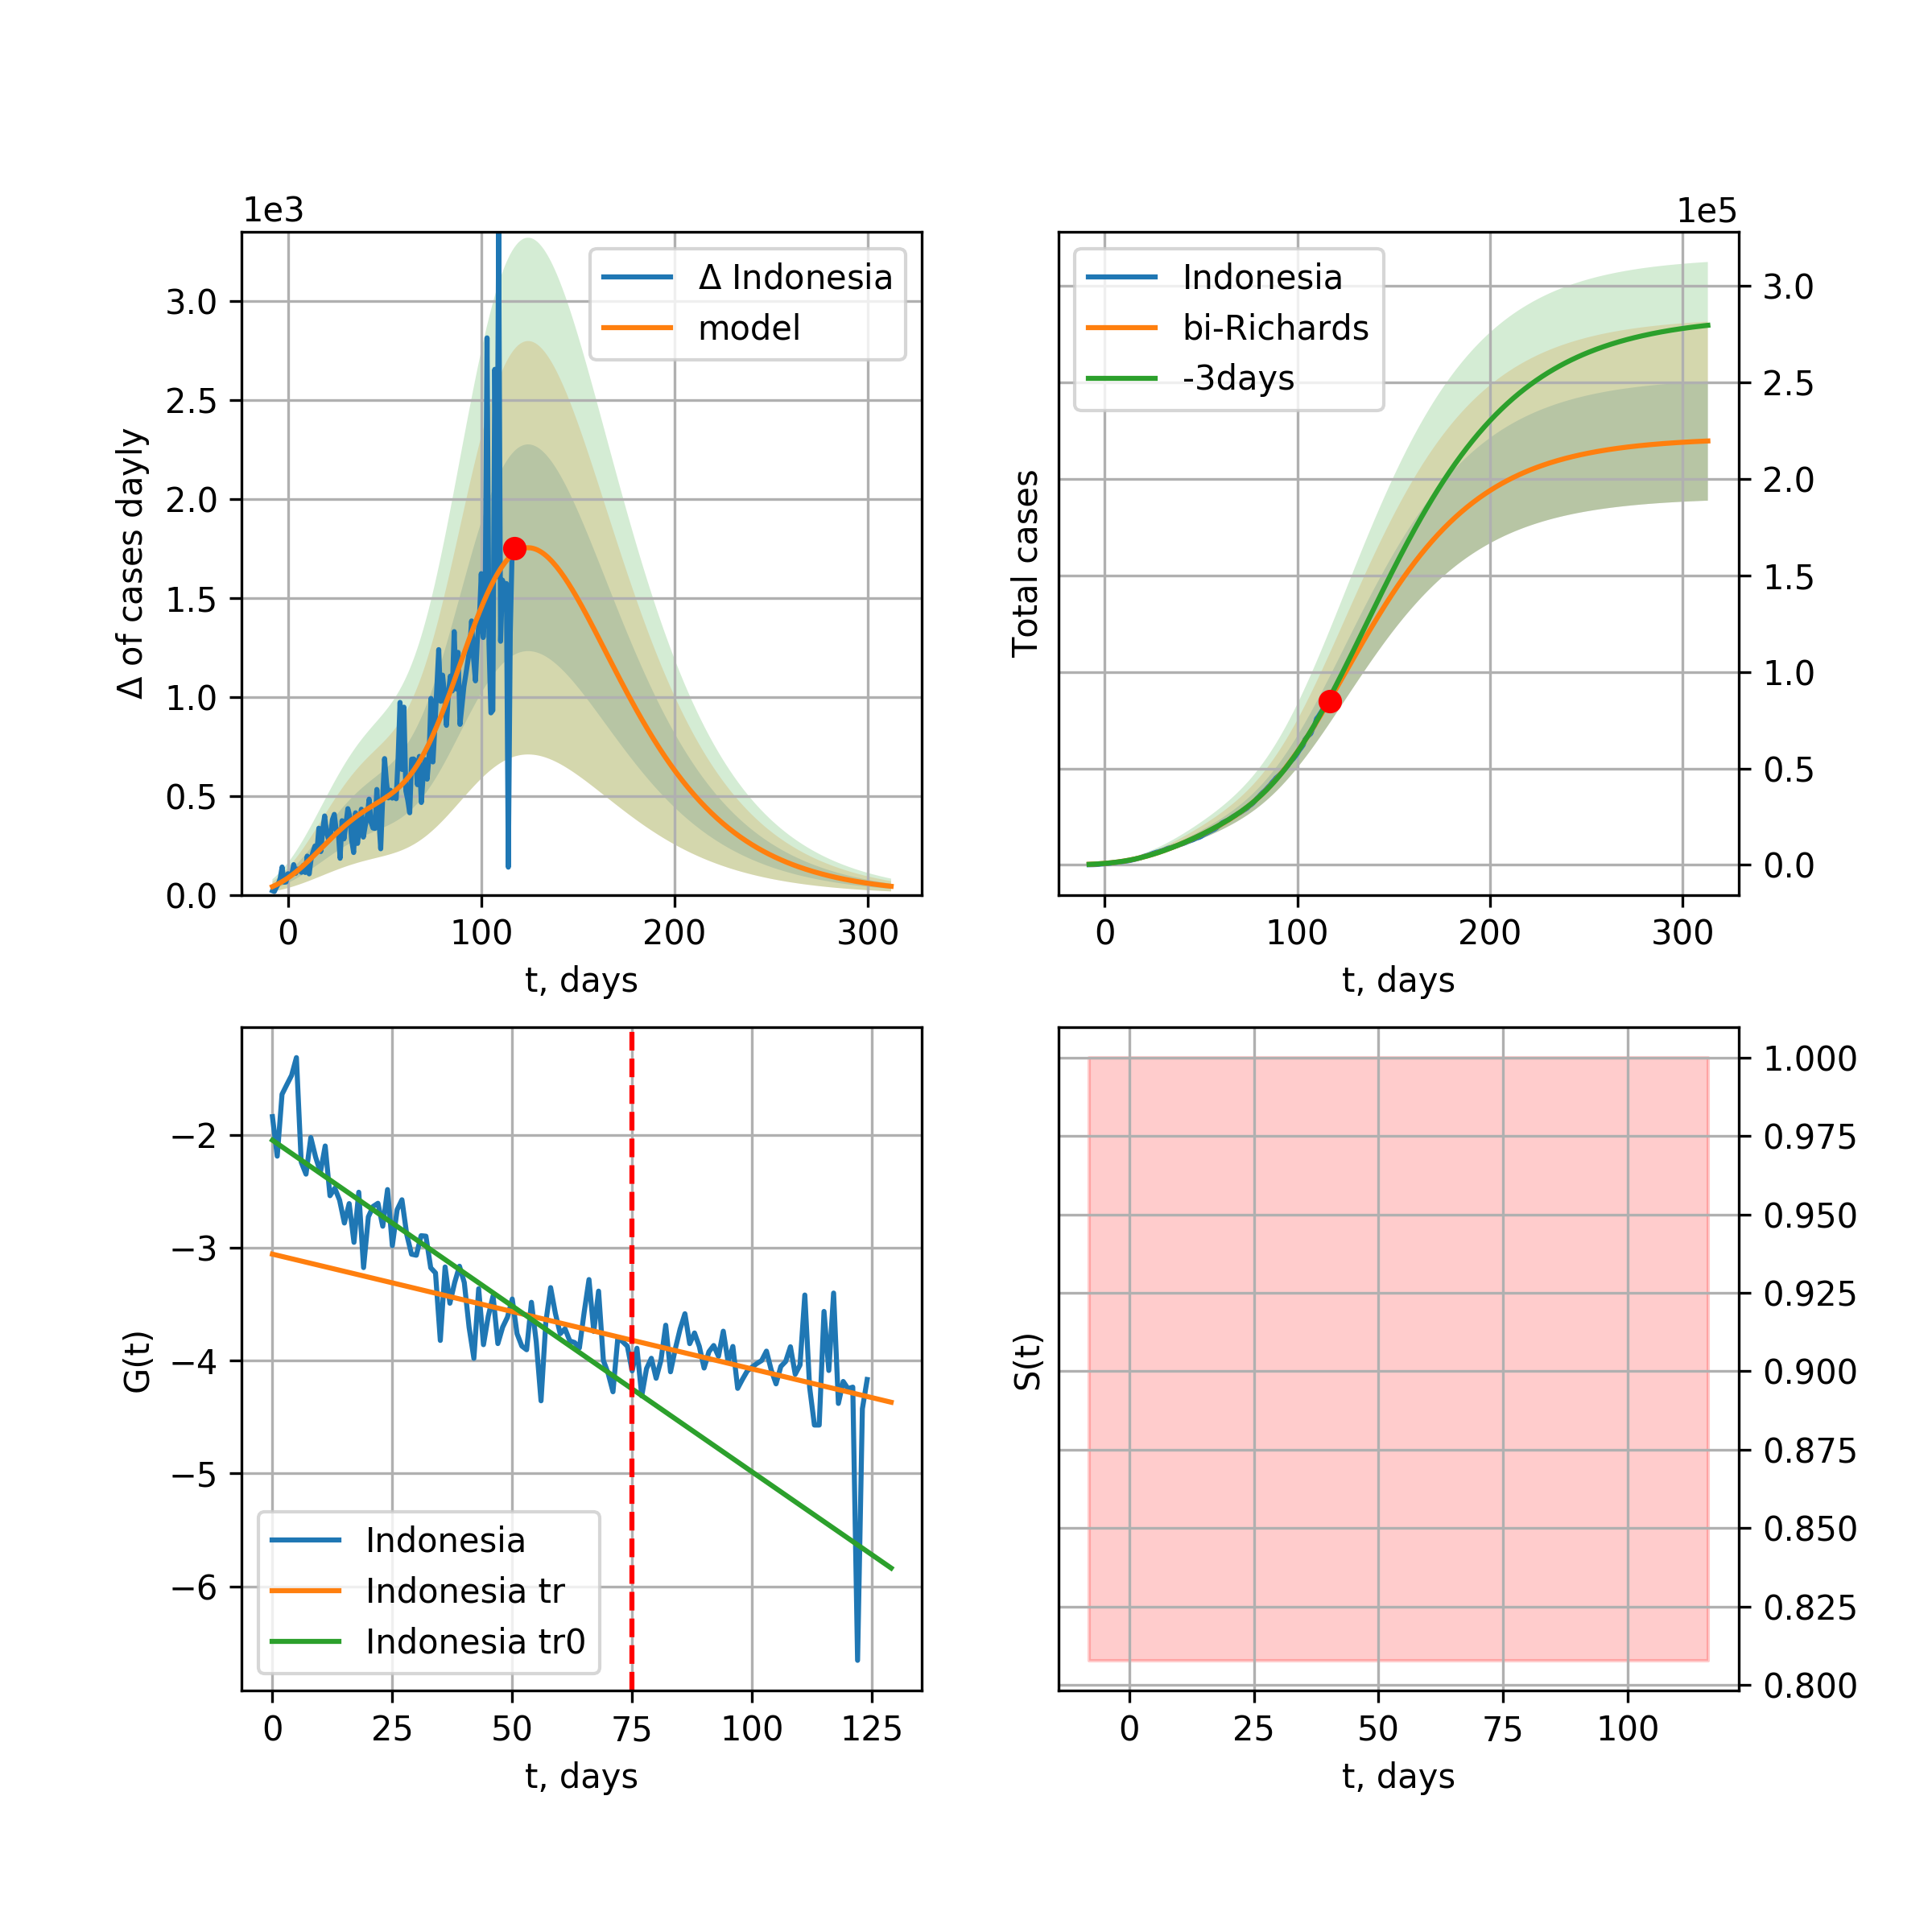 1e3
Δ Indonesia
model
3.0
2.5
2.0
1.5
1.0
0.5
0.0
Δ of cases dayly
0 100 200 300
t, days
1e5
Indonesia
bi-Richards
-3days
3.0
2.5
2.0
1.5
1.0
0.5
0.0
Total cases
0 100 200 300
t, days
−2
−3
−4
−5
−6
G(t)
Indonesia
Indonesia tr
Indonesia tr0
0 25 50 75 100 125
t, days
1.000
0.975
0.950
0.925
0.900
0.875
0.850
0.825
0.800
S(t)
0 25 50 75 100
t, days